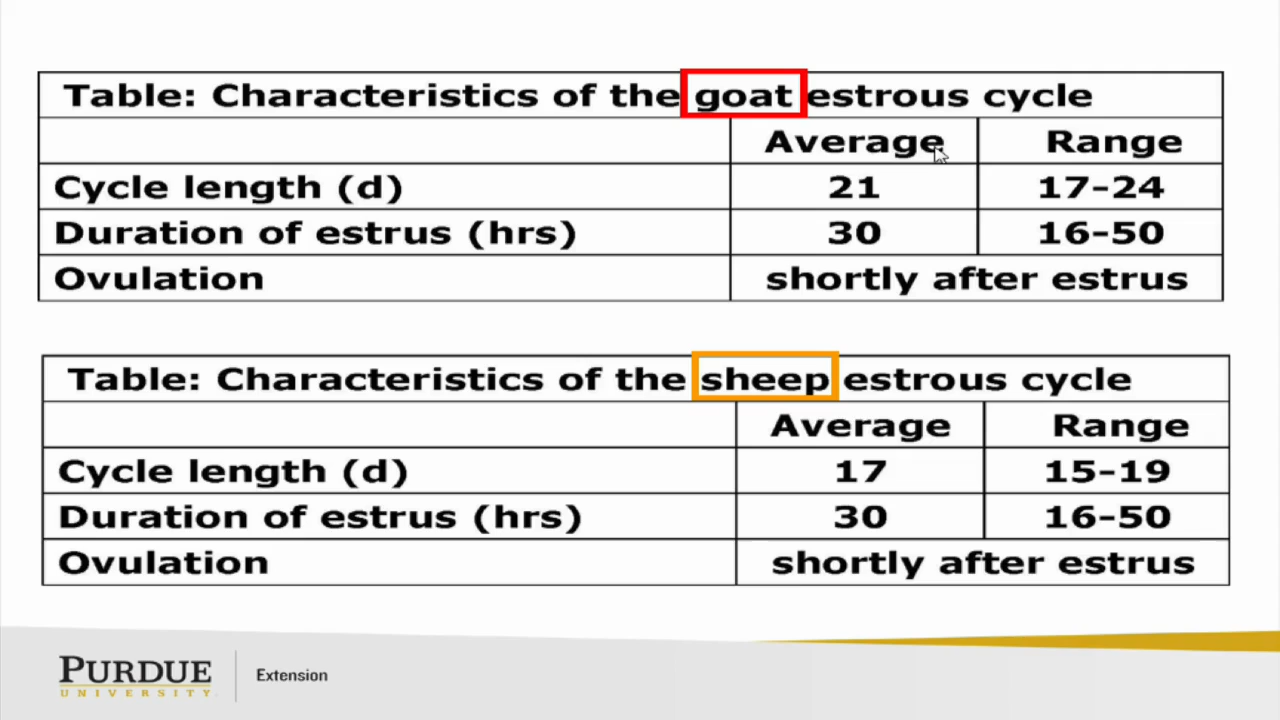 Table: Characteristics of the goat estrous cycle
Average Range
Cycle length (d) 21 17-24
Duration of estrus (hrs) 30 16-50
Ovulation shortly after estrus
Table: Characteristics of the sheep estrous cycle
Average Range
Cycle length (d) 17 15-19
Duration of estrus (hrs) 30 16-50
Ovulation shortly after estrus
PURDUE
UNIVERSITY
Extension